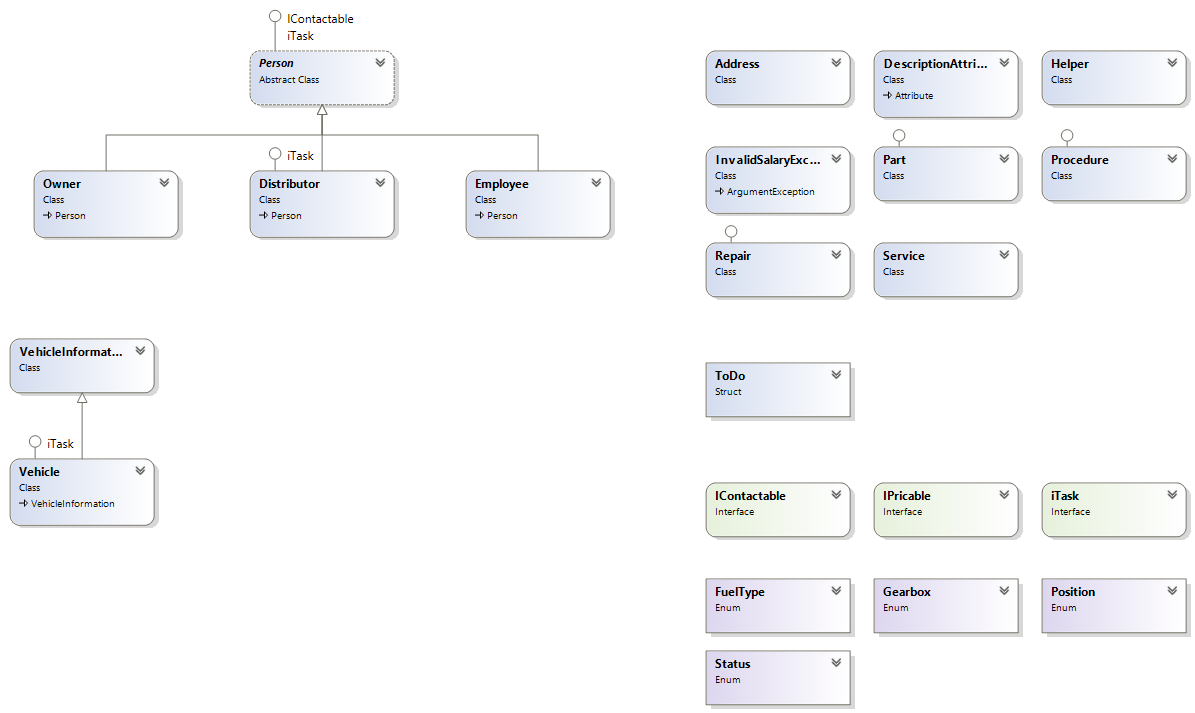 IContactable
iTask
Person
Abstract Class
iTask
Owner
Class
Person
Distributor
Class
Person
Employee
Class
Person
VehicleInformat...
Class
iTask
Vehicle
Class
VehicleInformation
Address
Class
DescriptionAttri...
Class
Attribute
Helper
Class
InvalidSalaryExc...
Class
ArgumentException
Part
Class
Procedure
Class
Repair
Class
Service
Class
ToDo
Struct
IContactable
Interface
IPricable
Interface
iTask
Interface
FuelType
Enum
Gearbox
Enum
Position
Enum
Status
Enum